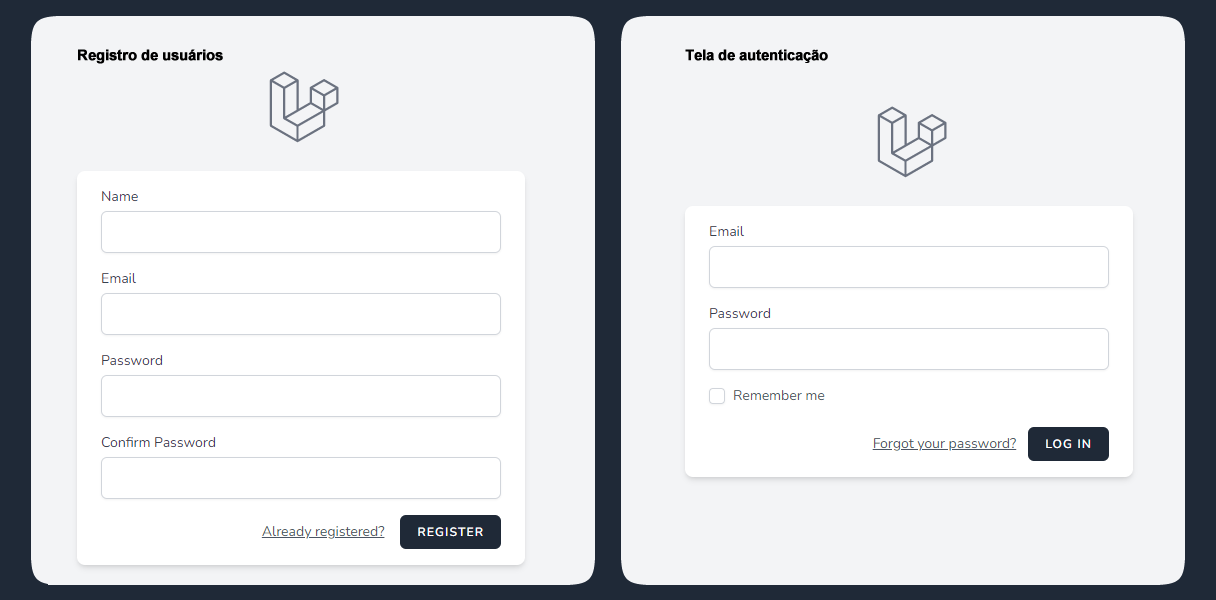 Registro de usuários
Name
Email
Password
Confirm Password
Already registered? REGISTER
Tela de autenticação
Email
Password
Remember me
Forgot your password? LOG IN